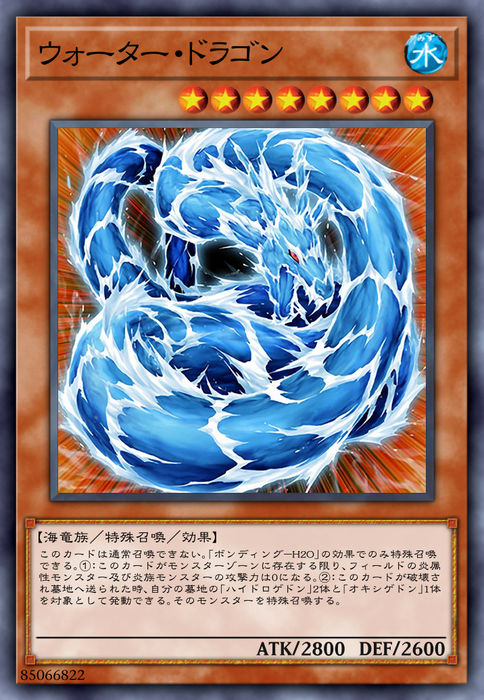 ウォーター・ドラゴン
みず
水
【海竜族／特殊召喚／効果】
このカードは通常召喚できない。「ボンディング－H2O」の効果でのみ特殊召喚
できる。①：このカードがモンスターゾーンに存在する限り、フィールドの炎属
性モンスター及び炎族モンスターの攻撃力は0になる。②：このカードが破壊さ
れ墓地へ送られた時、自分の墓地の「ハイドロゲドン」2体と「オキシゲドン」1体
を対象として発動できる。そのモンスターを特殊召喚する。
ATK/2800 DEF/2600
85066822